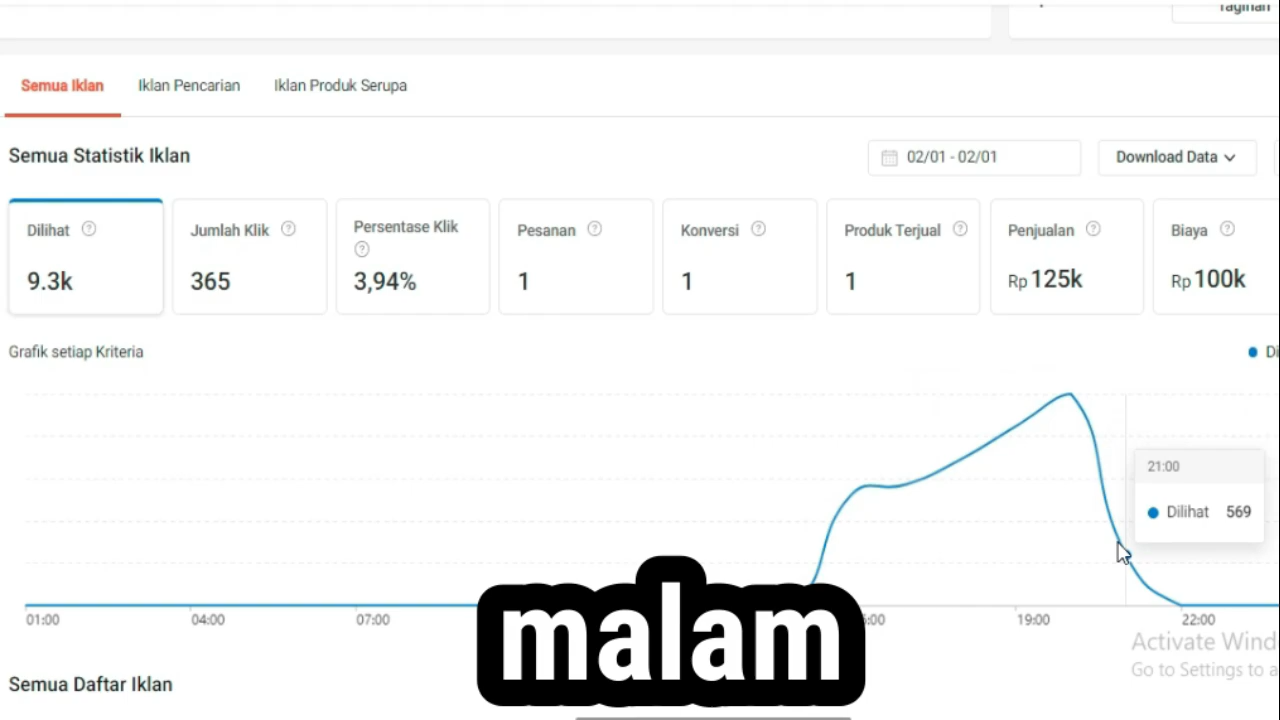 Tagihan
Semua Iklan Iklan Pencarian Iklan Produk Serupa
Semua Statistik Iklan 02/01 - 02/01 Download Data
Dilihat Jumlah Klik Persentase Klik Pesanan Konversi Produk Terjual Penjualan Biaya
9.3k 365 3,94% 1 1 1 Rp 125k Rp 100k
Grafik setiap Kriteria Di
21:00
Dilihat 569
01:00 04:00 07:00 19:00 22:00
malam
Activate Wind
Go to Settings to a
Semua Daftar Iklan